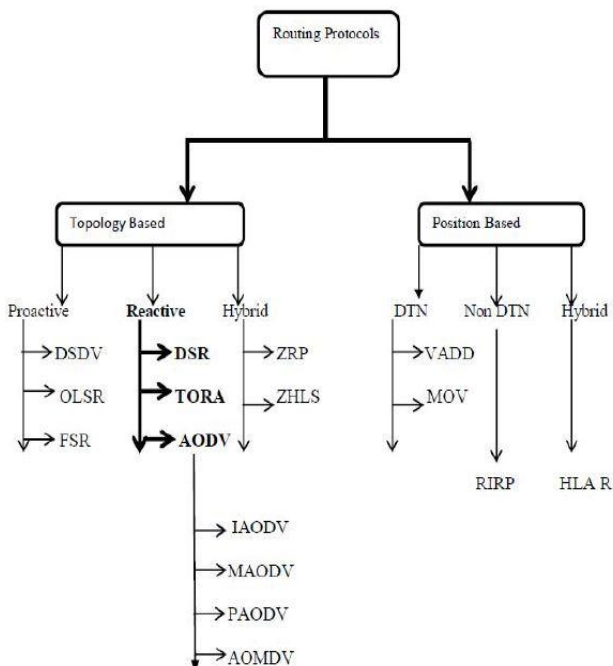 Routing Protocols
Topology Based
Position Based
Proactive
Reactive
Hybrid
DTN
Non DTN
Hybrid
DSDV
DSR
ZRP
VADD
OLSR
TORA
ZHLS
MOV
FSR
AODV
RIRP
HLA R
IAODV
MAODV
PAODV
AOMDV